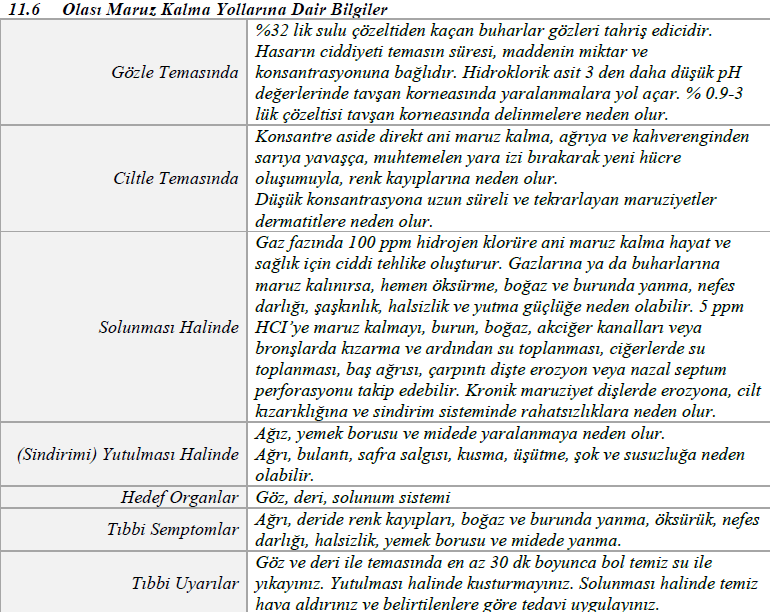 11.6 Olası Maruz Kalma Yollarına Dair Bilgiler
Gözle Temasında
%32 lik sulu çözeltiden kaçan buharlar gözleri tahriş edicidir.
Hasarın ciddiyeti temasın süresi, maddenin miktar ve
konsantrasyonuna bağlıdır. Hidroklorik asit 3 den daha düşük pH
değerlerinde tavşan korneasında yaralanmalara yol açar. % 0.9-3
lük çözeltisi tavşan korneasında delinmelere neden olur.
Ciltle Temasında
Konsantre aside direkt ani maruz kalma, ağrıya ve kahverenginden
sarıya yavaşça, muhtemelen yara izi bırakarak yeni hücre
oluşumuyla, renk kayıplarına neden olur.
Düşük konsantrasyona uzun süreli ve tekrarlayan maruziyetler
dermatitlere neden olur.
Solunması Halinde
Gaz fazında 100 ppm hidrojen klorüre ani maruz kalma hayat ve
sağlık için ciddi tehlike oluşturur. Gazlarına ya da buharlarına
maruz kalınırsa, hemen öksürme, boğaz ve burunda yanma, nefes
darlığı, şaşkınlık, halsizlik ve yutma güçlüğe neden olabilir. 5 ppm
HCI’ye maruz kalmayı, burun, boğaz, akciğer kanalları veya
bronşlarda kızarma ve ardından su toplanması, ciğerlerde su
toplanması, baş ağrısı, çarpıntı dişte erozyon veya nazal septum
perforasyonu takip edebilir. Kronik maruziyet dişlerde erozyona, cilt
kızarıklığına ve sindirim sisteminde rahatsızlıklara neden olur.
(Sindirimi) Yutulması Halinde
Ağız, yemek borusu ve midede yaralanmaya neden olur.
Ağrı, bulantı, safra salgısı, kusma, üşütme, şok ve susuzluğa neden
olabilir.
Hedef Organlar
Göz, deri, solunum sistemi
Tıbbi Semptomlar
Ağrı, deride renk kayıpları, boğaz ve burunda yanma, öksürük, nefes
darlığı, halsizlik, yemek borusu ve midede yanma.
Tıbbi Uyarılar
Göz ve deri ile temasında en az 30 dk boyunca bol temiz su ile
yıkayınız. Yutulması halinde kusturmayınız. Solunması halinde temiz
hava aldırınız ve belirtilenlere göre tedavi uygulayınız.